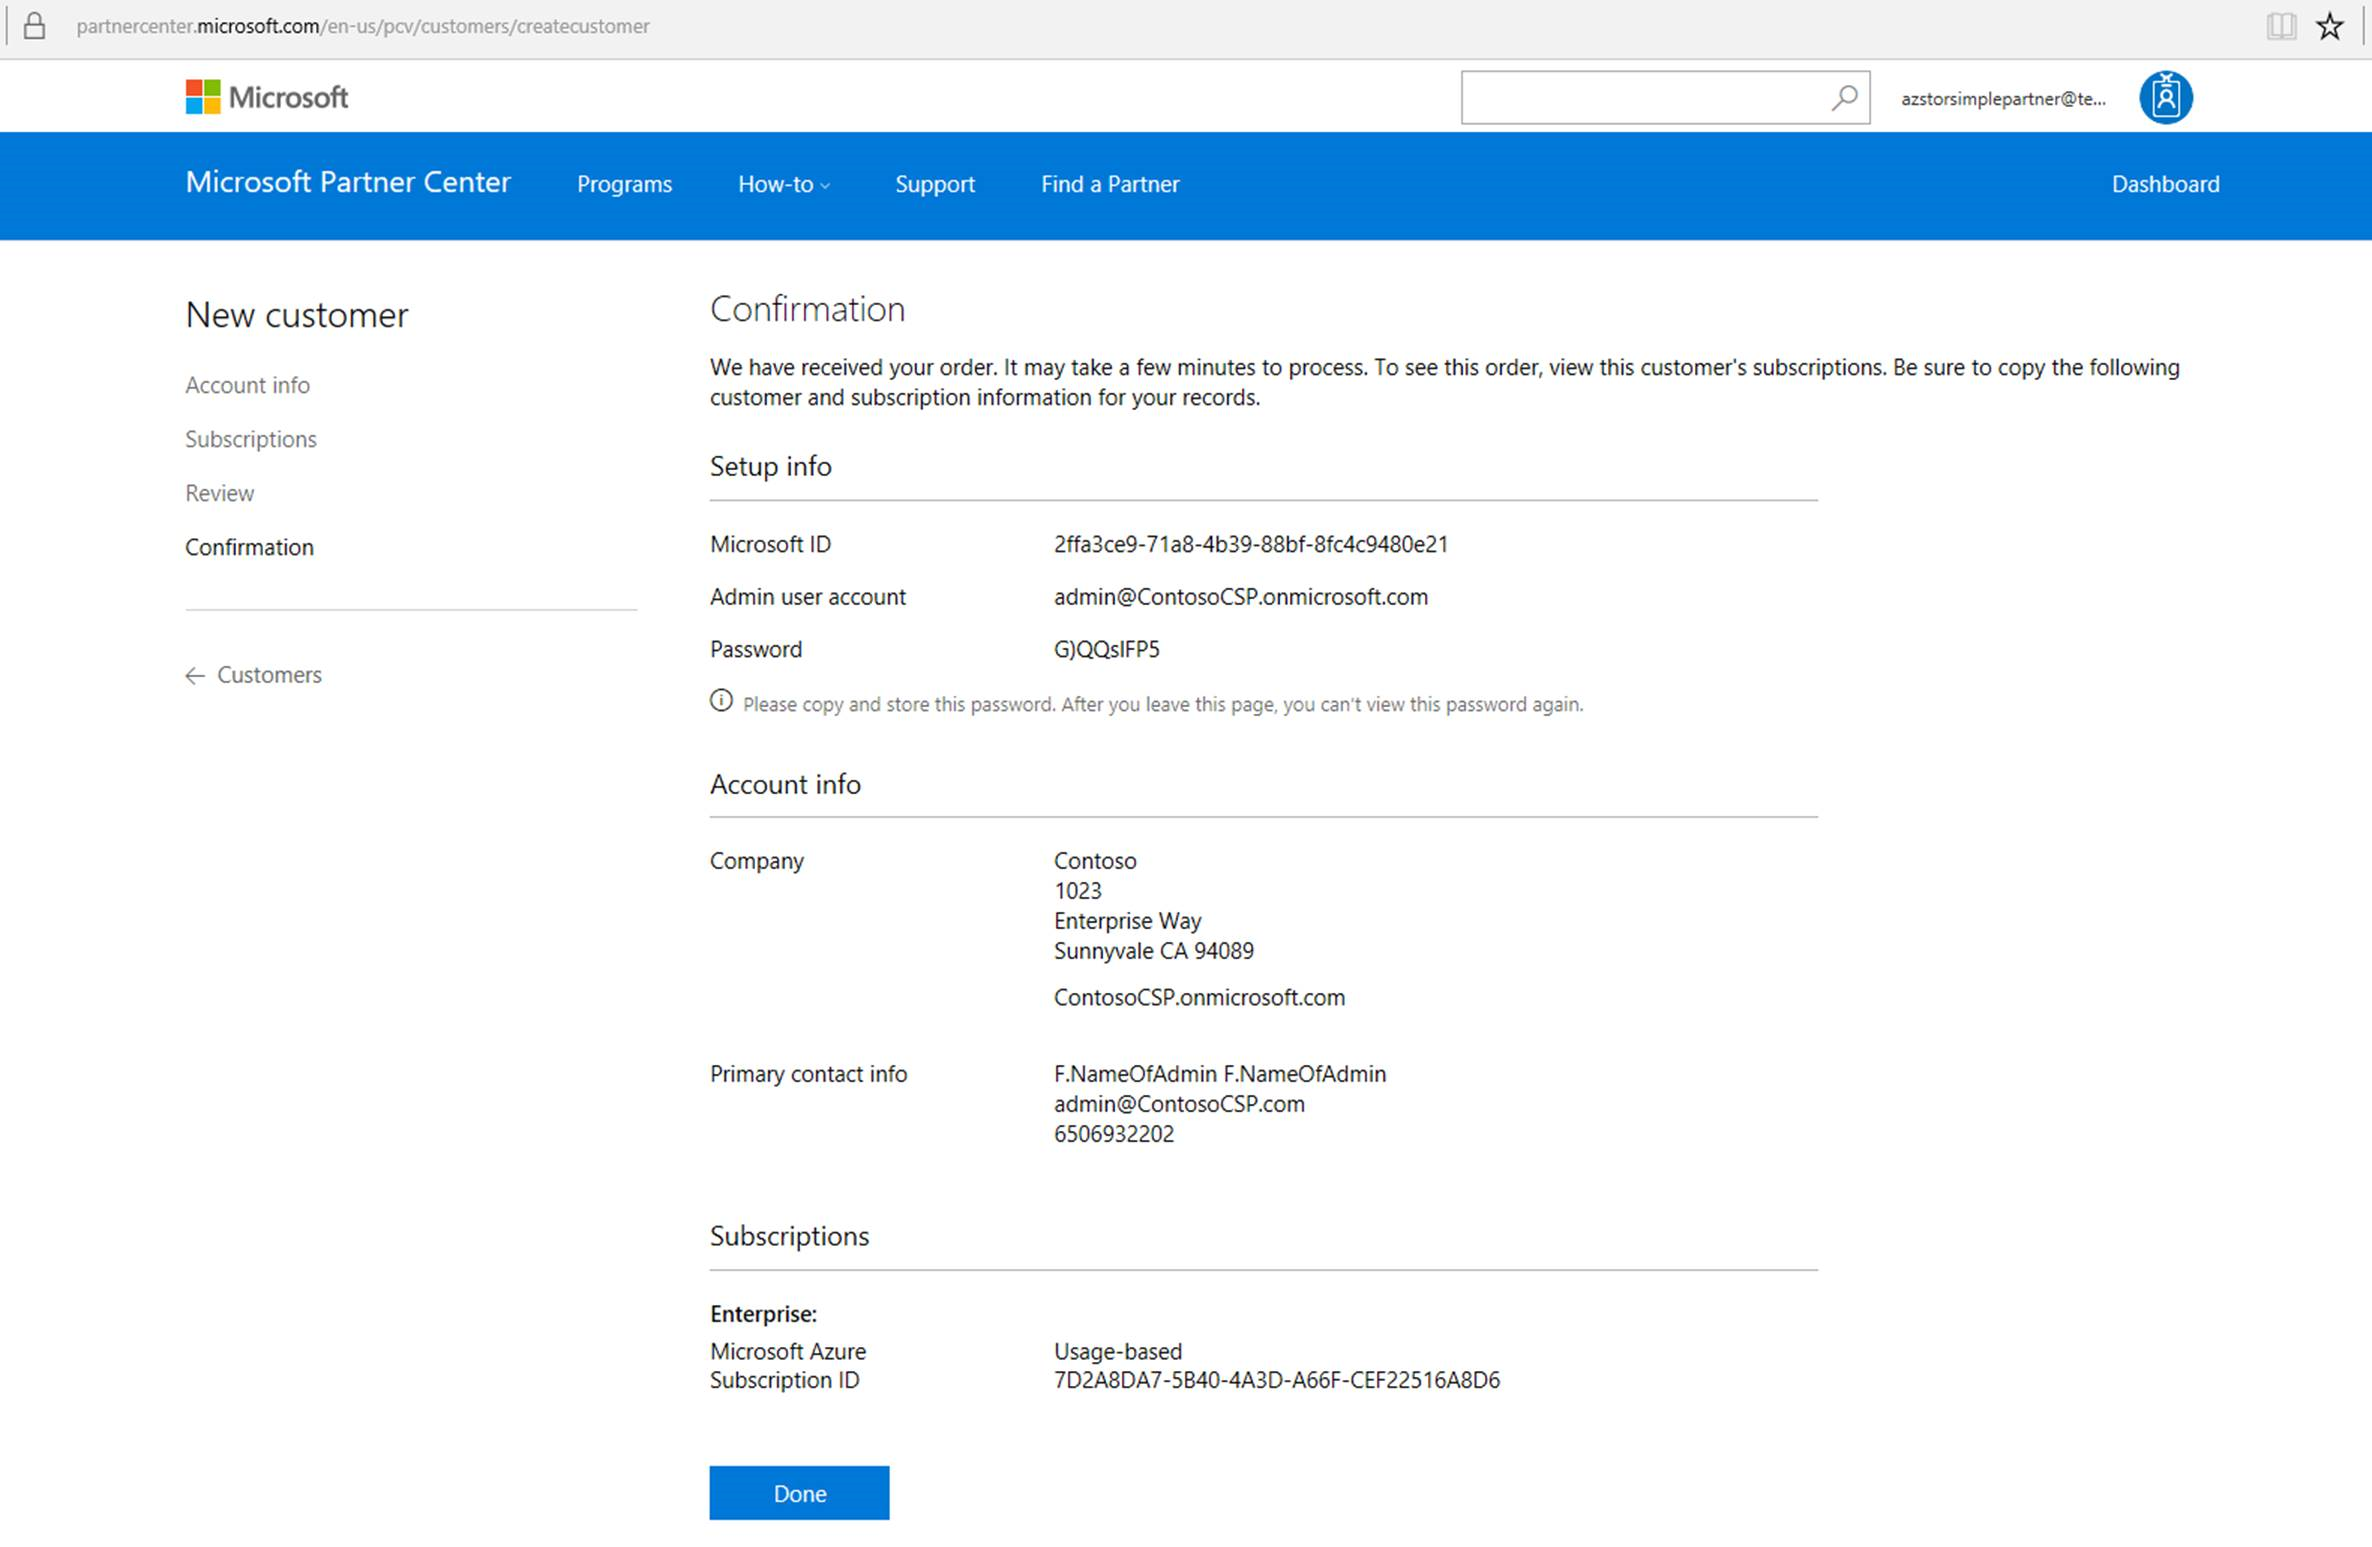 partnercenter.microsoft.com/en-us/pcv/customers/createcustomer
Microsoft
azstorsimplepartner@te...
Microsoft Partner Center
Programs
How-to
Support
Find a Partner
Dashboard
New customer
Account info
Subscriptions
Review
Confirmation
Customers
Confirmation
We have received your order. It may take a few minutes to process. To see this order, view this customer's subscriptions. Be sure to copy the following
customer and subscription information for your records.
Setup info
Microsoft ID 2ffa3ce9-71a8-4b39-88bf-8fc4c9480e21
Admin user account admin@ContosoCSP.onmicrosoft.com
Password G)QQsIFP5
Please copy and store this password. After you leave this page, you can't view this password again.
Account info
Company Contoso
1023
Enterprise Way
Sunnyvale CA 94089
ContosoCSP.onmicrosoft.com
Primary contact info F.NameOfAdmin F.NameOfAdmin
admin@ContosoCSP.com
6506932202
Subscriptions
Enterprise:
Microsoft Azure Usage-based
Subscription ID 7D2A8DA7-5B40-4A3D-A66F-CEF22516A8D6
Done